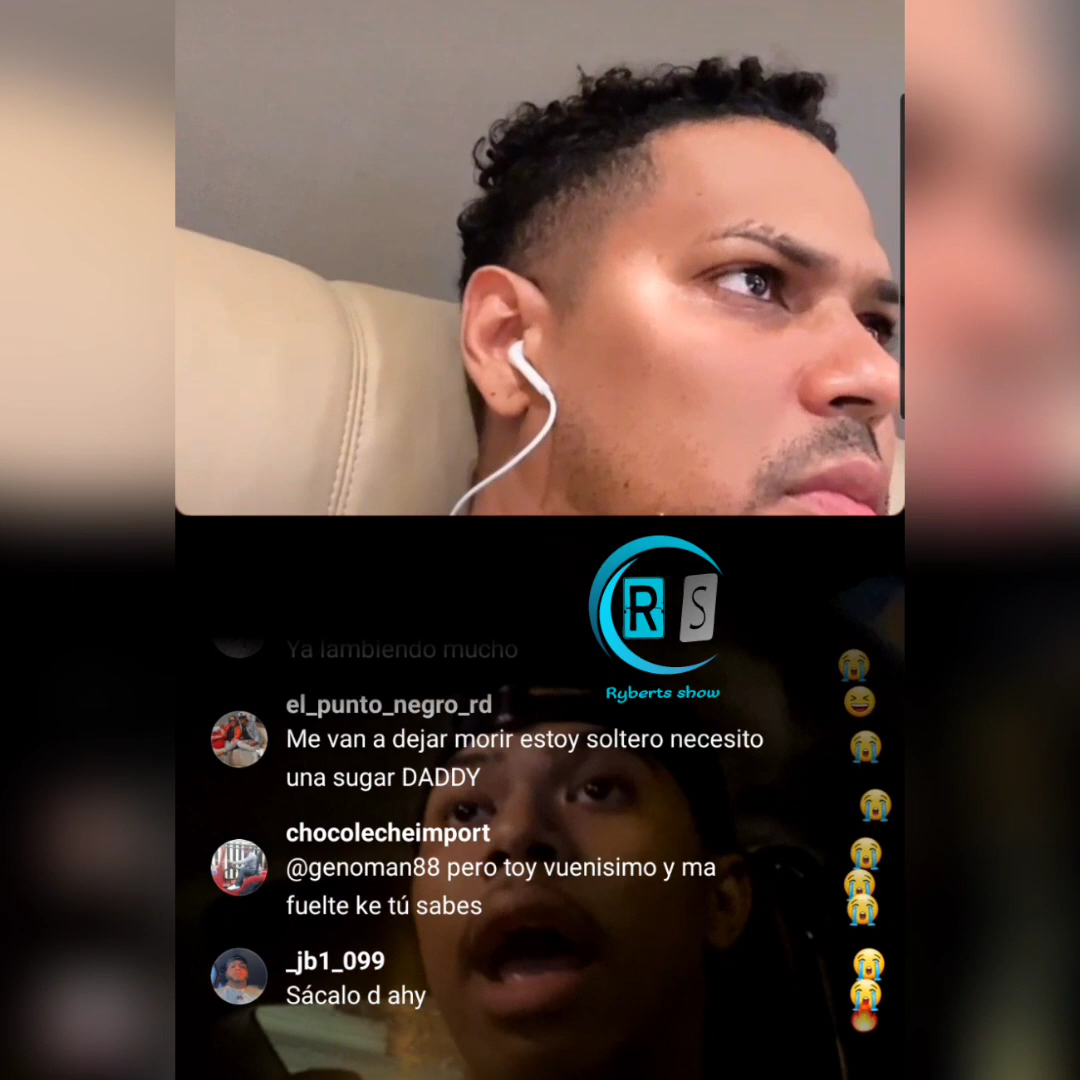 R S
Ryberts show
Ya lambiendo mucho
el_punto_negro_rd
Me van a dejar morir estoy soltero necesito
una sugar DADDY
chocolecheimport
@genoman88 pero toy vuenisimo y ma
fuelte ke tú sabes
_jb1_099
Sácalo d ahy